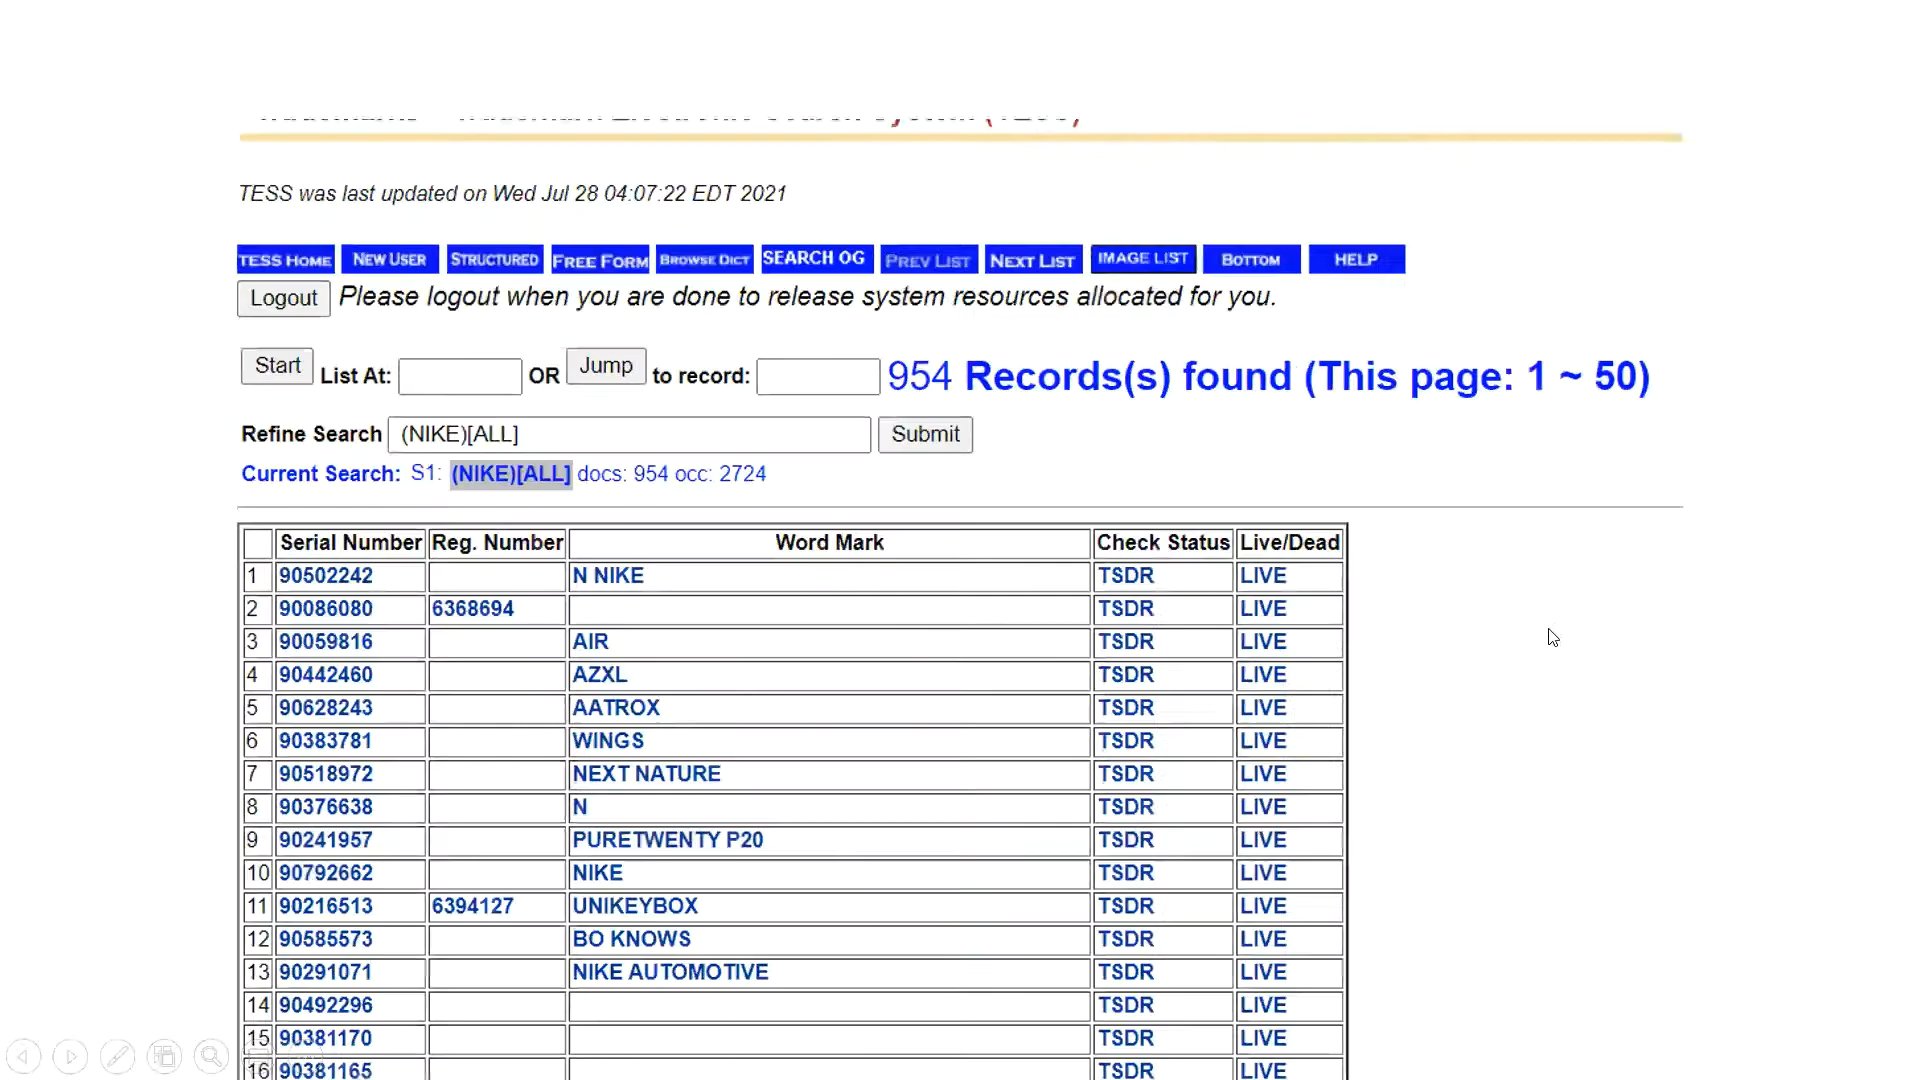 TESS was last updated on Wed Jul 28 04:07:22 EDT 2021
TESS HOME NEW USER STRUCTURED FREE FORM BROWSE DICT SEARCH OG PREV LIST NEXT LIST IMAGE LIST BOTTOM HELP
Logout Please logout when you are done to release system resources allocated for you.
Start List At: OR Jump to record: 954 Records(s) found (This page: 1 ~ 50)
Refine Search (NIKE)[ALL] Submit
Current Search: S1: (NIKE)[ALL] docs: 954 occ: 2724
Serial Number Reg. Number Word Mark Check Status Live/Dead
1 90502242 N NIKE TSDR LIVE
2 90086080 6368694 TSDR LIVE
3 90059816 AIR TSDR LIVE
4 90442460 AZXL TSDR LIVE
5 90628243 AATROX TSDR LIVE
6 90383781 WINGS TSDR LIVE
7 90518972 NEXT NATURE TSDR LIVE
8 90376638 N TSDR LIVE
9 90241957 PURETWENTY P20 TSDR LIVE
10 90792662 NIKE TSDR LIVE
11 90216513 6394127 UNIKEYBOX TSDR LIVE
12 90585573 BO KNOWS TSDR LIVE
13 90291071 NIKE AUTOMOTIVE TSDR LIVE
14 90492296 TSDR LIVE
15 90381170 TSDR LIVE
16 90381165 TSDR LIVE